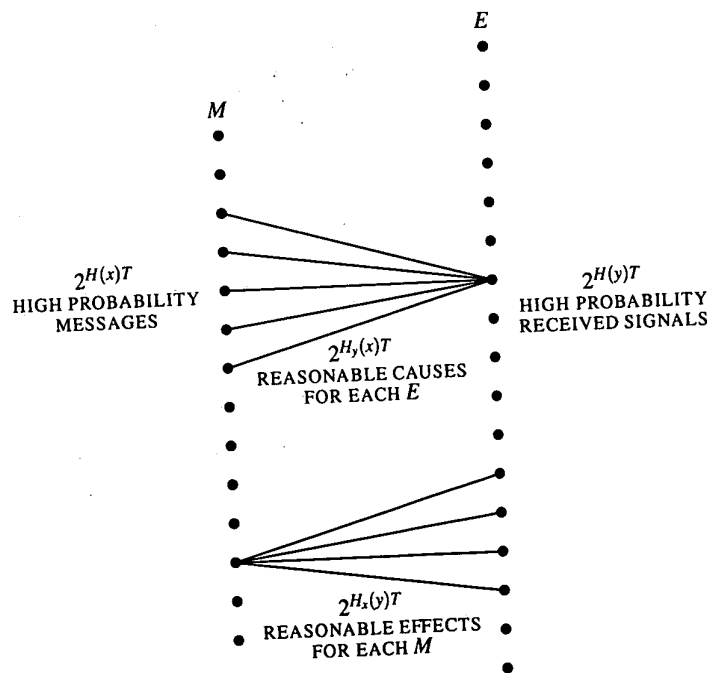 E
M
2^{H(x)T}
HIGH PROBABILITY
MESSAGES
2^{H(y)T}
HIGH PROBABILITY
RECEIVED SIGNALS
2^{H_y(x)T}
REASONABLE CAUSES
FOR EACH E
2^{H_x(y)T}
REASONABLE EFFECTS
FOR EACH M